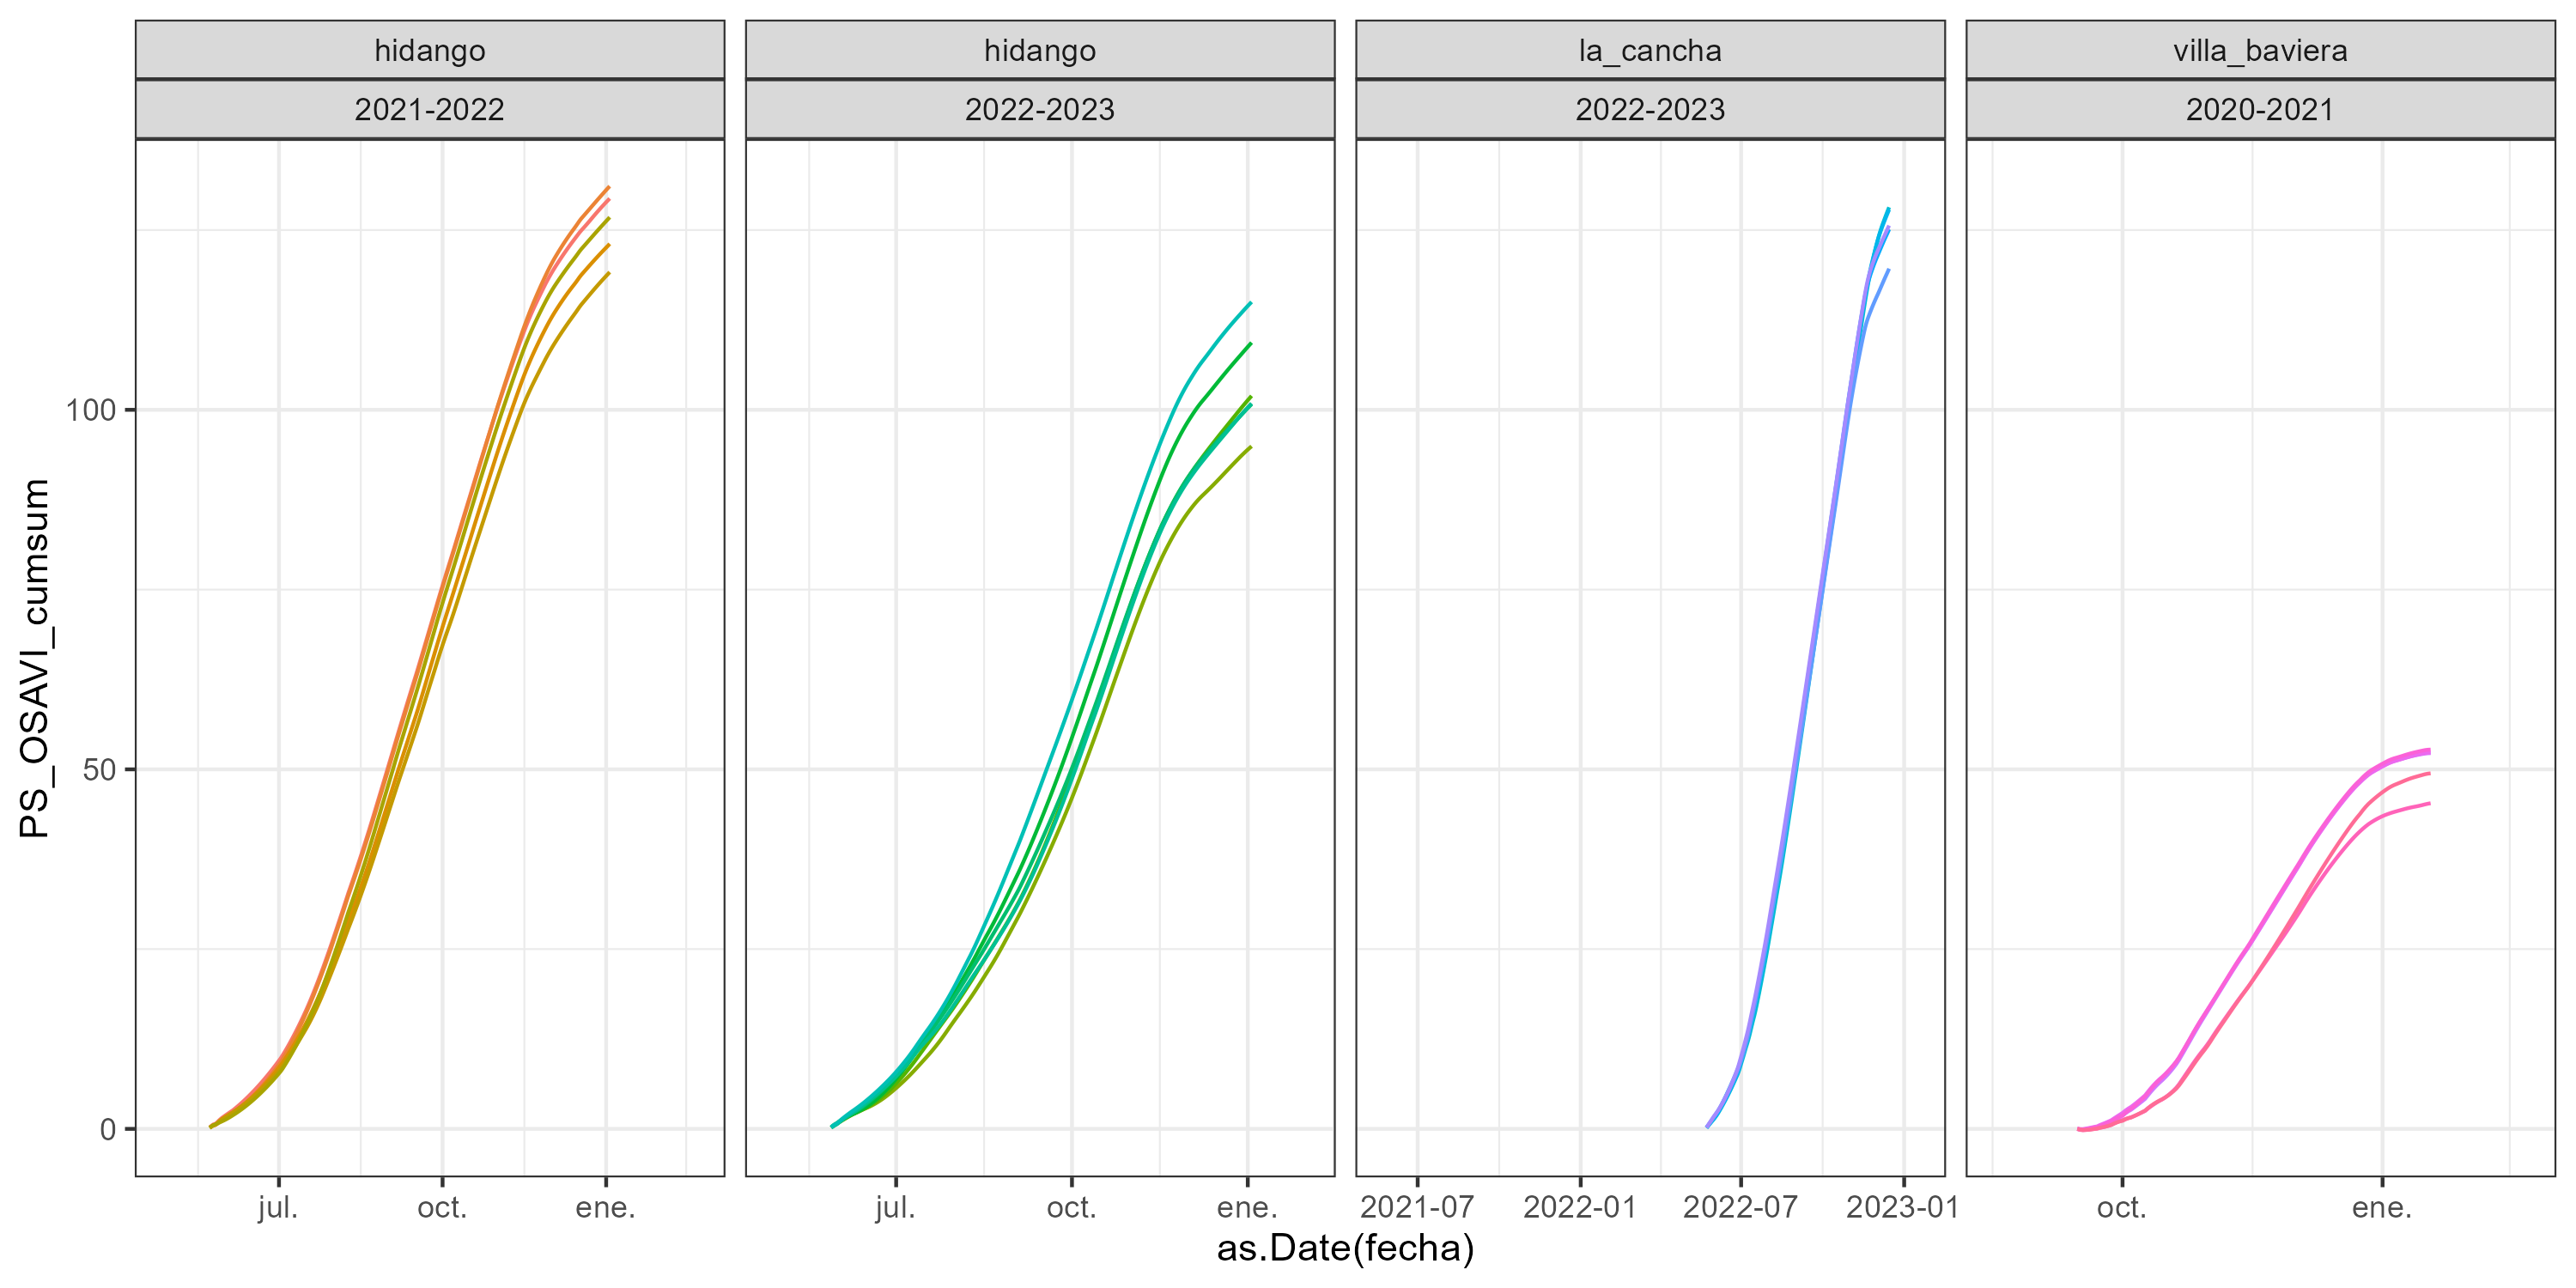 hidango hidango la_cancha villa_baviera
2021-2022 2022-2023 2022-2023 2020-2021
PS_OSAVI_cumsum
100
50
0
jul. oct. ene. jul. oct. ene. 2021-07 2022-01 2022-07 2023-01 oct. ene.
as.Date(fecha)